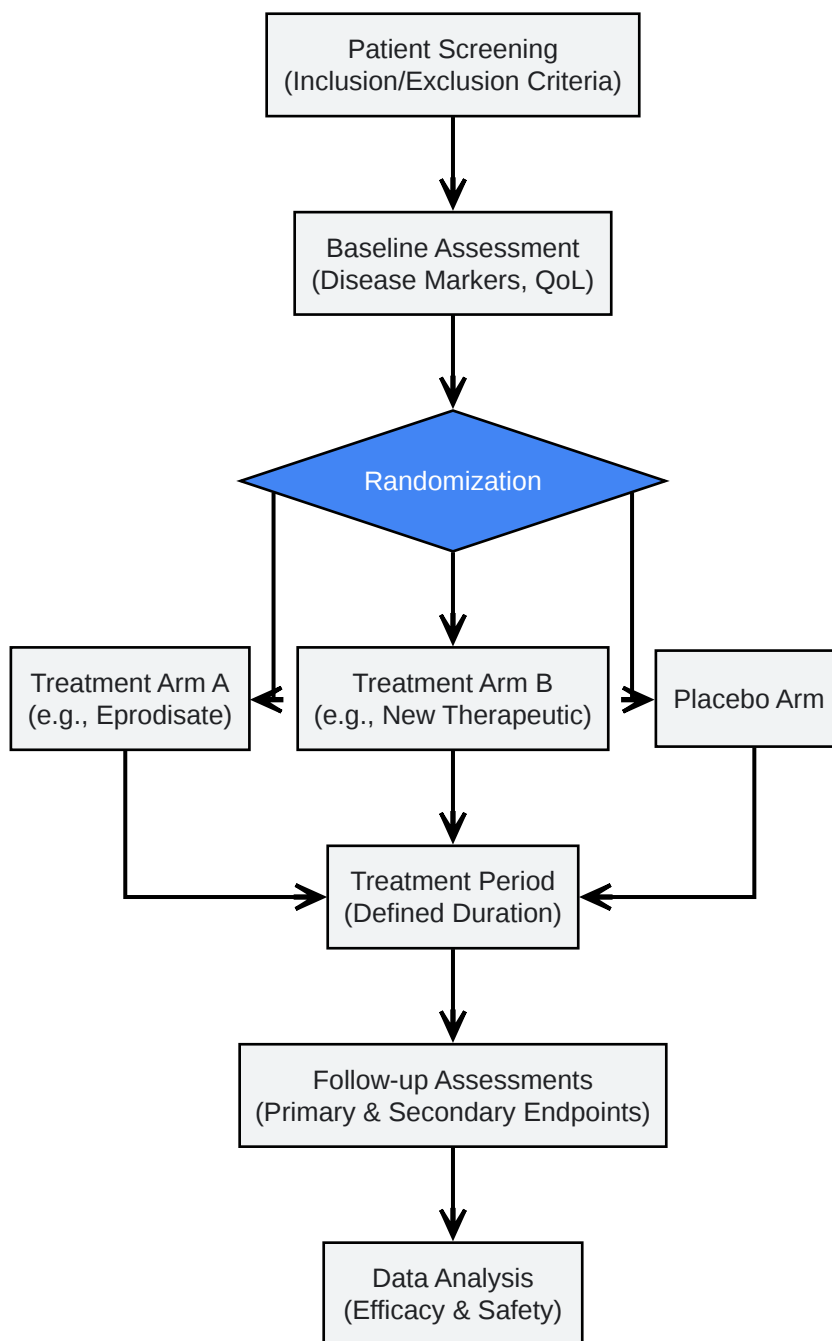 Patient Screening
(Inclusion/Exclusion Criteria)
Baseline Assessment
(Disease Markers, QoL)
Randomization
Treatment Arm A
(e.g., Eprodisate)
Treatment Arm B
(e.g., New Therapeutic)
Placebo Arm
Treatment Period
(Defined Duration)
Follow-up Assessments
(Primary & Secondary Endpoints)
Data Analysis
(Efficacy & Safety)